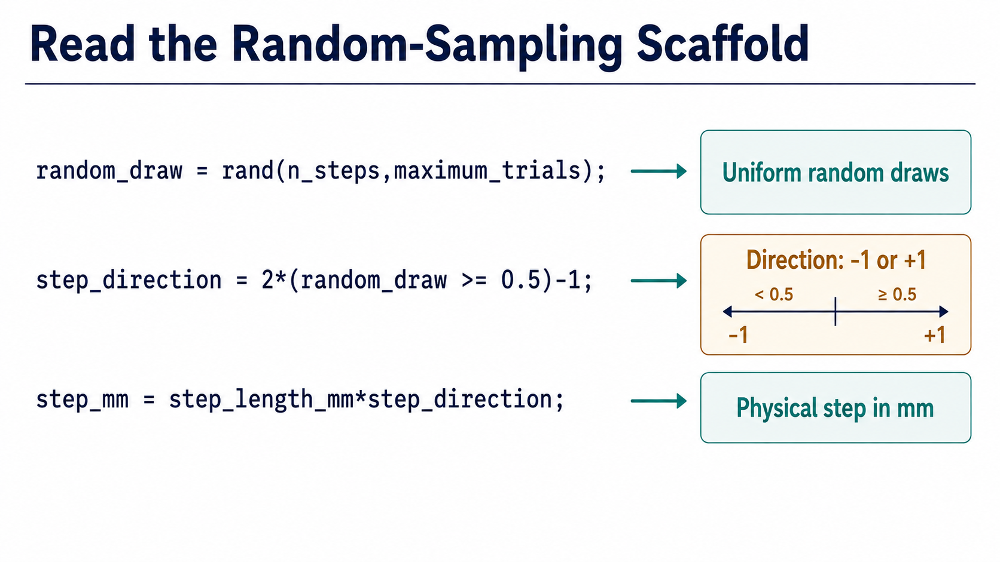 Read the Random-Sampling Scaffold
random_draw = rand(n_steps,maximum_trials);
Uniform random draws
step_direction = 2*(random_draw >= 0.5)-1;
Direction: -1 or +1
< 0.5 ≥ 0.5
-1 +1
step_mm = step_length_mm*step_direction;
Physical step in mm